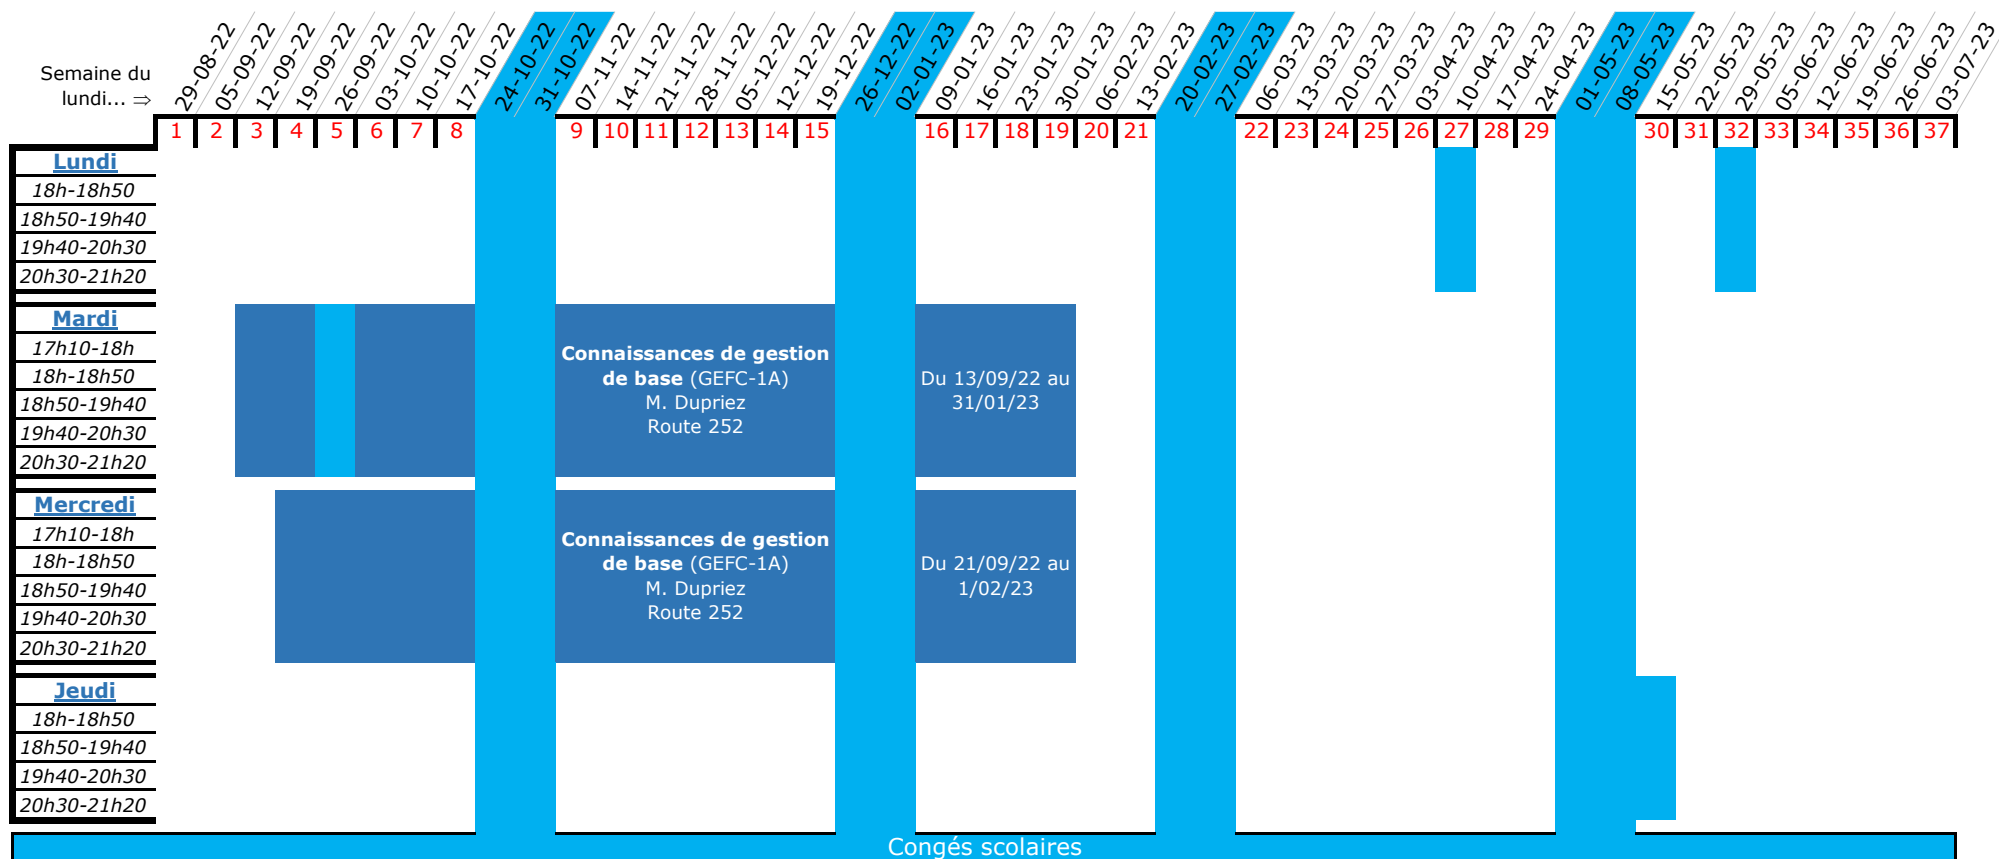 Semaine du
lundi... ⇒
29-08-22 05-09-22 12-09-22 19-09-22 26-09-22 03-10-22 10-10-22 17-10-22 24-10-22 31-10-22 07-11-22 14-11-22 21-11-22 28-11-22 05-12-22 12-12-22 19-12-22 26-12-22 02-01-23 09-01-23 16-01-23 23-01-23 30-01-23 06-02-23 13-02-23 20-02-23 27-02-23 06-03-23 13-03-23 20-03-23 27-03-23 03-04-23 10-04-23 17-04-23 24-04-23 01-05-23 08-05-23 15-05-23 22-05-23 29-05-23 05-06-23 12-06-23 19-06-23 26-06-23 03-07-23
1 2 3 4 5 6 7 8 9 10 11 12 13 14 15 16 17 18 19 20 21 22 23 24 25 26 27 28 29 30 31 32 33 34 35 36 37
Lundi
18h-18h50
18h50-19h40
19h40-20h30
20h30-21h20
Mardi
17h10-18h
18h-18h50
18h50-19h40
19h40-20h30
20h30-21h20
Connaissances de gestion
de base (GEFC-1A)
M. Dupriez
Route 252
Du 13/09/22 au
31/01/23
Mercredi
17h10-18h
18h-18h50
18h50-19h40
19h40-20h30
20h30-21h20
Connaissances de gestion
de base (GEFC-1A)
M. Dupriez
Route 252
Du 21/09/22 au
1/02/23
Jeudi
18h-18h50
18h50-19h40
19h40-20h30
20h30-21h20
Congés scolaires